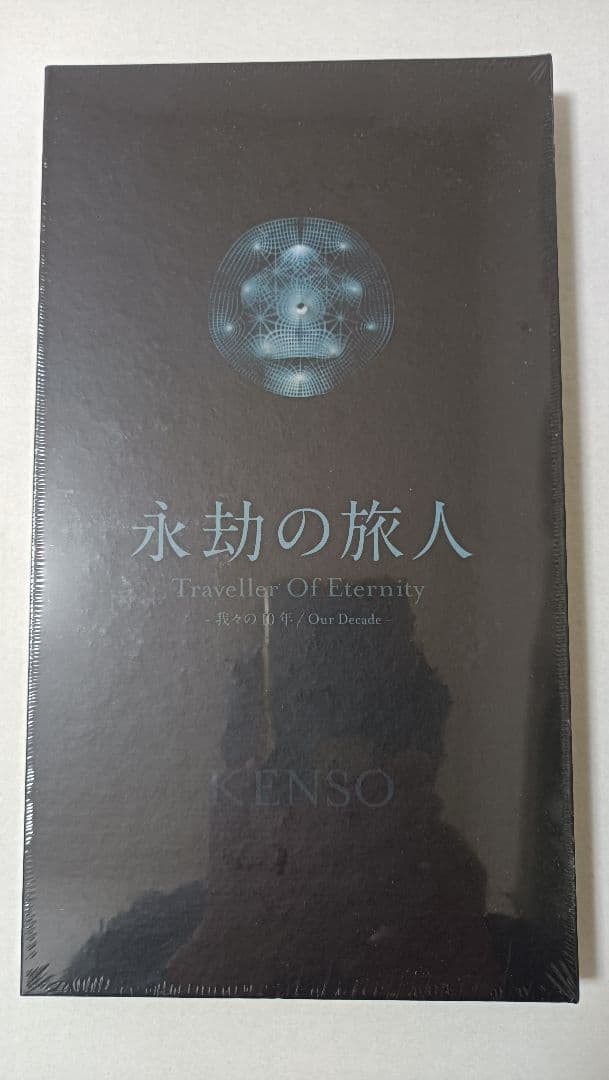 永劫の旅人
Traveller Of Eternity
- 我々の10年 / Our Decade -
KENSO